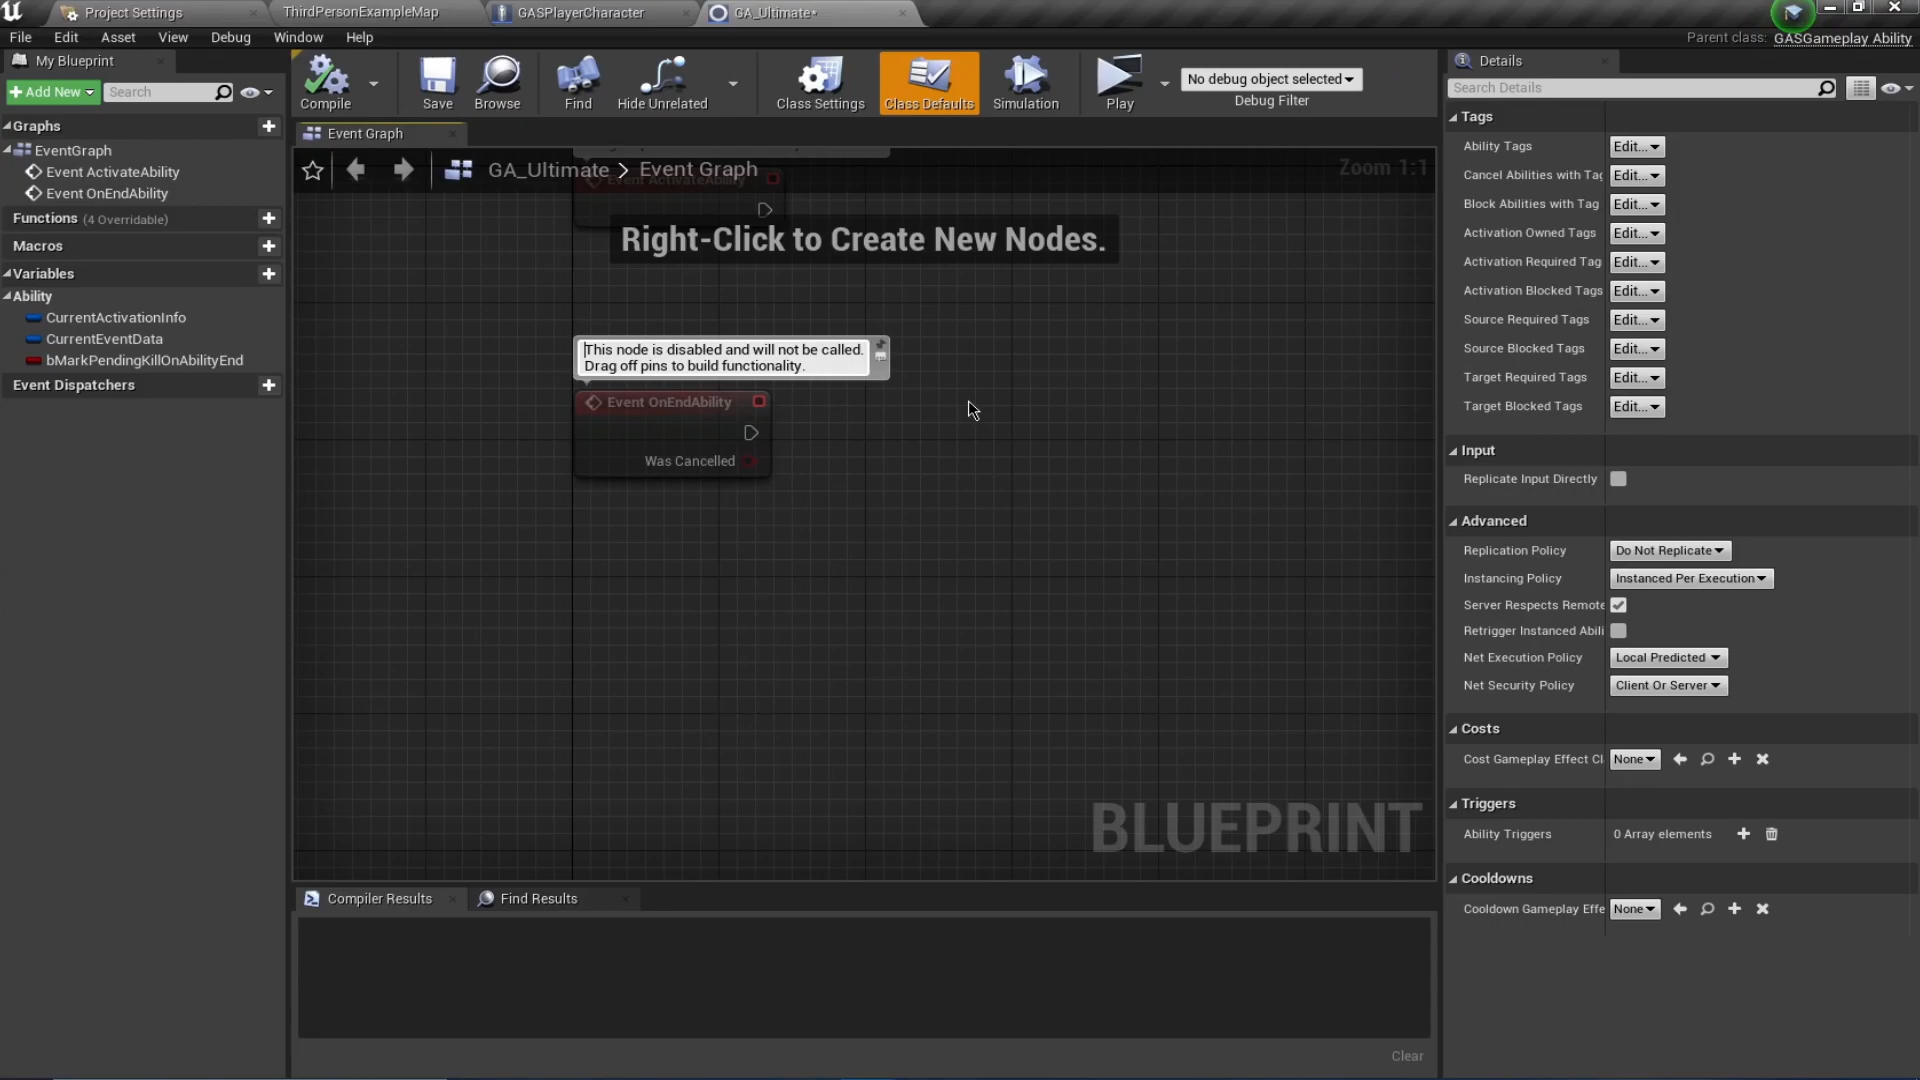 Project Settings
ThirdPersonExampleMap
GASPlayerCharacter
GA_Ultimate*
File Edit Asset View Debug Window Help
Parent class: GASGameplay Ability
My Blueprint
Add New
Search
Compile
Save
Browse
Find
Hide Unrelated
Class Settings
Class Defaults
Simulation
Play
No debug object selected
Debug Filter
Graphs
EventGraph
Event ActivateAbility
Event OnEndAbility
Functions (4 Overridable)
Macros
Variables
Ability
CurrentActivationInfo
CurrentEventData
bMarkPendingKillOnAbilityEnd
Event Dispatchers
Event Graph
GA_Ultimate > Event Graph
Zoom 1:1
Event ActivateAbility
Right-Click to Create New Nodes.
This node is disabled and will not be called.
Drag off pins to build functionality.
Event OnEndAbility
Was Cancelled
BLUEPRINT
Compiler Results
Find Results
Clear
Details
Search Details
Tags
Ability Tags Edit...
Cancel Abilities with Tag Edit...
Block Abilities with Tag Edit...
Activation Owned Tags Edit...
Activation Required Tag Edit...
Activation Blocked Tags Edit...
Source Required Tags Edit...
Source Blocked Tags Edit...
Target Required Tags Edit...
Target Blocked Tags Edit...
Input
Replicate Input Directly
Advanced
Replication Policy Do Not Replicate
Instancing Policy Instanced Per Execution
Server Respects Remote
Retrigger Instanced Abili
Net Execution Policy Local Predicted
Net Security Policy Client Or Server
Costs
Cost Gameplay Effect Cl None
Triggers
Ability Triggers 0 Array elements
Cooldowns
Cooldown Gameplay Effe None